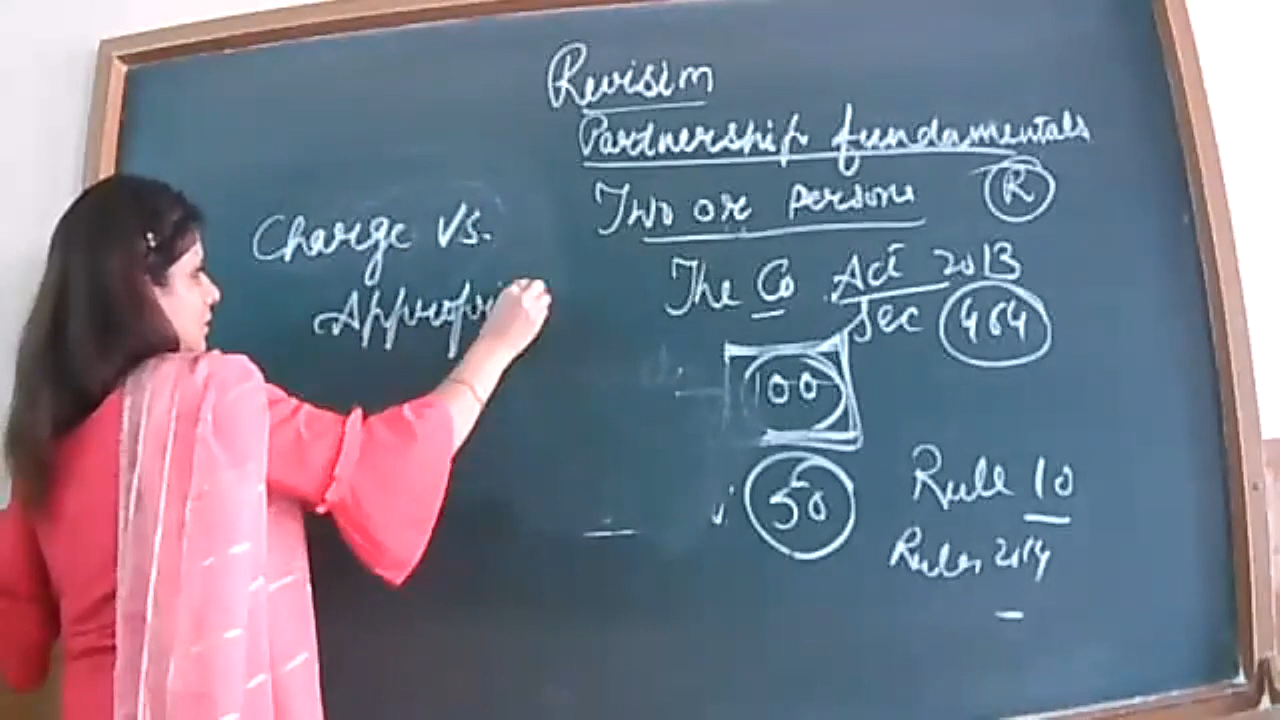 Revision
Partnership fundamentals
Two or persons R
The Co Act 2013
Sec 464
100
50
Rule 10
Rules 2014
Charge Vs.
Appropri